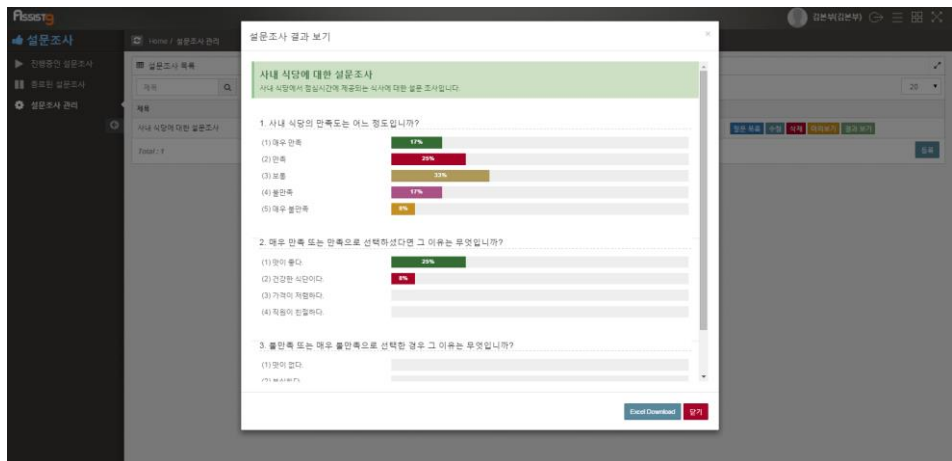 Assist9
김본부(김본부)
설문조사
Home / 설문조사 관리
진행중인 설문조사
종료된 설문조사
설문조사 관리
설문조사 목록
제목
20
제목
사내 식당에 대한 설문조사
질문 목록 수정 삭제 미리보기 결과 보기
Total : 1
등록
설문조사 결과 보기
×
사내 식당에 대한 설문조사
사내 식당에서 점심시간에 제공되는 식사에 대한 설문 조사입니다.
1. 사내 식당의 만족도는 어느 정도입니까?
(1) 매우 만족 17%
(2) 만족 25%
(3) 보통 33%
(4) 불만족 17%
(5) 매우 불만족 8%
2. 매우 만족 또는 만족으로 선택하셨다면 그 이유는 무엇입니까?
(1) 맛이 좋다. 25%
(2) 건강한 식단이다. 8%
(3) 가격이 저렴하다.
(4) 직원이 친절하다.
3. 불만족 또는 매우 불만족으로 선택한 경우 그 이유는 무엇입니까?
(1) 맛이 없다.
Excel Download 닫기